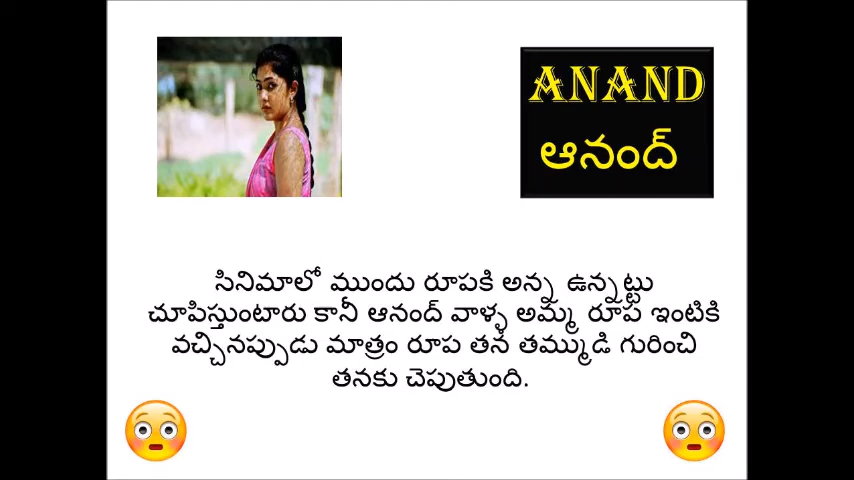 ANAND
ఆనంద్
సినిమాలో ముందు రూపకి అన్న ఉన్నట్టు
చూపిస్తుంటారు కానీ ఆనంద్ వాళ్ళ అమ్మ రూప ఇంటికి
వచ్చినప్పుడు మాత్రం రూప తన తమ్ముడి గురించి
తనకు చెపుతుంది.